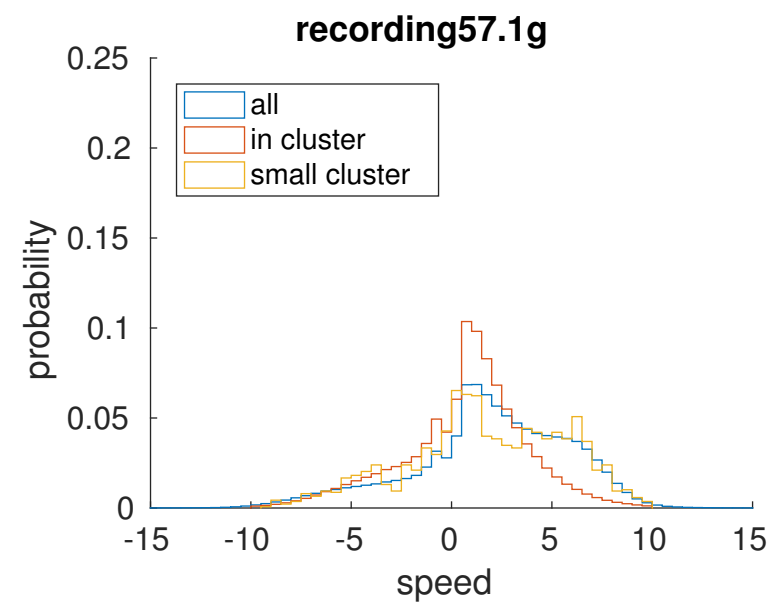 recording57.1g
0.25
0.2
0.15
0.1
0.05
0
probability
all
in cluster
small cluster
-15 -10 -5 0 5 10 15
speed